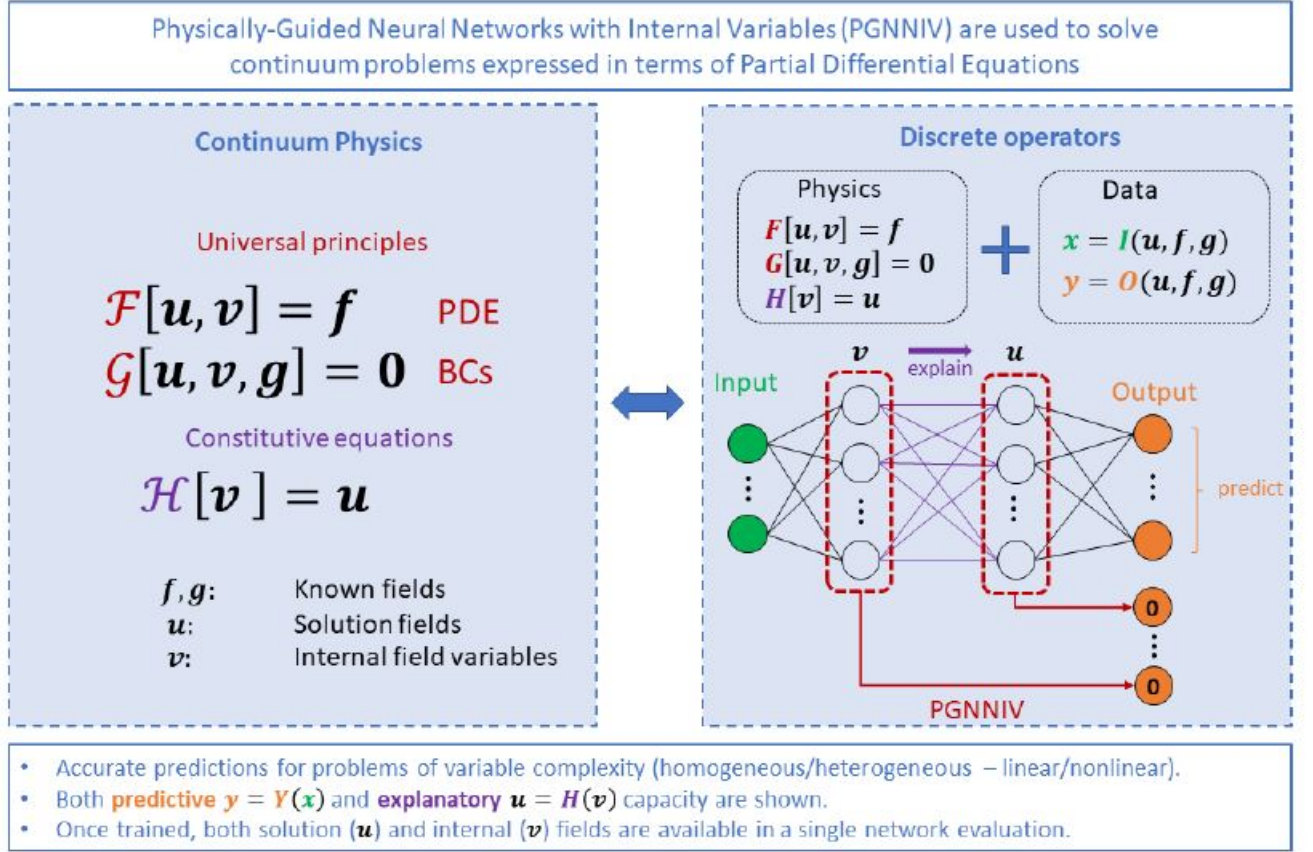 Physically-Guided Neural Networks with Internal Variables (PGNNIV) are used to solve
continuum problems expressed in terms of Partial Differential Equations
Continuum Physics
Universal principles
ℱ[u, v] = f PDE
𝒢[u, v, g] = 0 BCs
Constitutive equations
ℋ[v] = u
f, g: Known fields
u: Solution fields
v: Internal field variables
Discrete operators
Physics
F[u, v] = f
G[u, v, g] = 0
H[v] = u
+
Data
x = I(u, f, g)
y = O(u, f, g)
Input
v
explain
u
Output
predict
0
0
PGNNIV
• Accurate predictions for problems of variable complexity (homogeneous/heterogeneous – linear/nonlinear).
• Both predictive y = Y(x) and explanatory u = H(v) capacity are shown.
• Once trained, both solution (u) and internal (v) fields are available in a single network evaluation.